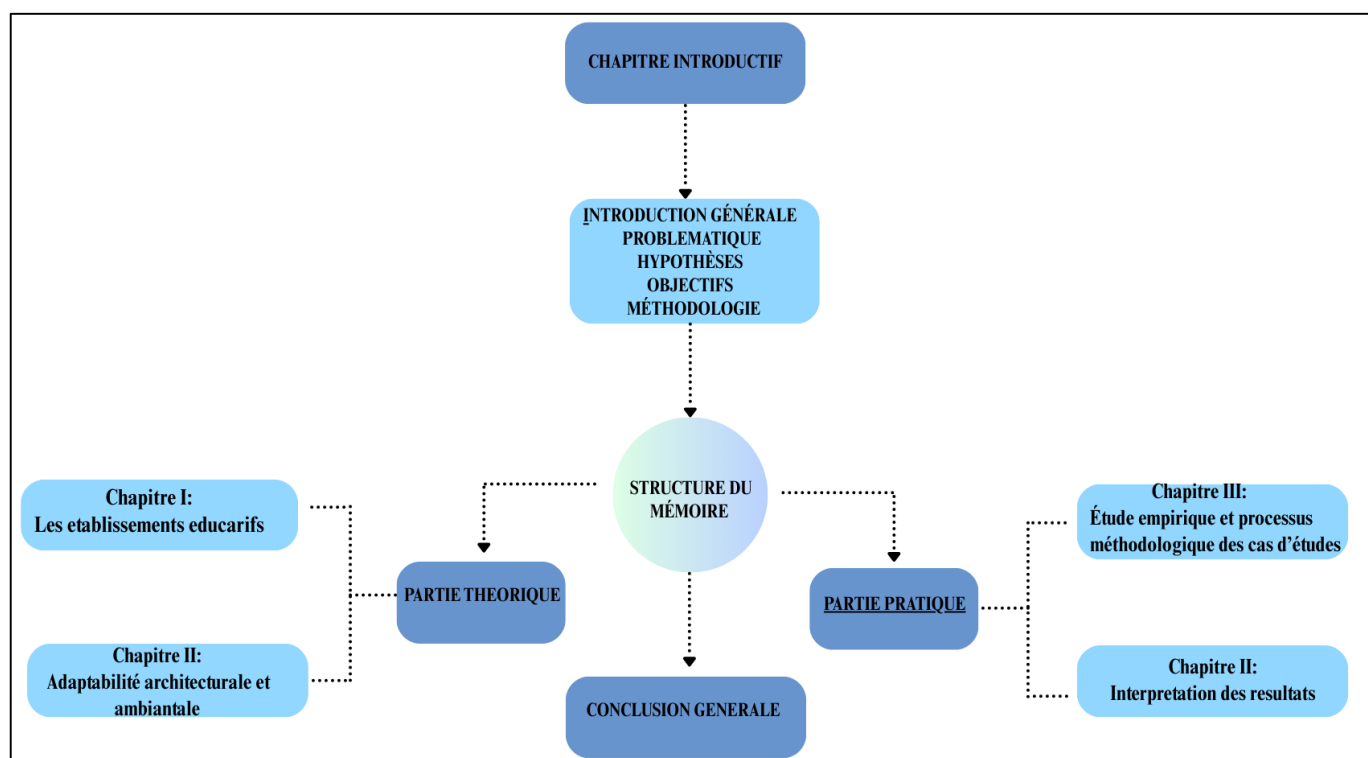 CHAPITRE INTRODUCTIF
INTRODUCTION GÉNÉRALE
PROBLEMATIQUE
HYPOTHÈSES
OBJECTIFS
MÉTHODOLOGIE
STRUCTURE DU
MÉMOIRE
Chapitre I:
Les etablissements educarifs
Chapitre II:
Adaptabilité architecturale et
ambiantale
PARTIE THEORIQUE
PARTIE PRATIQUE
Chapitre III:
Étude empirique et processus
méthodologique des cas d’études
Chapitre II:
Interpretation des resultats
CONCLUSION GENERALE